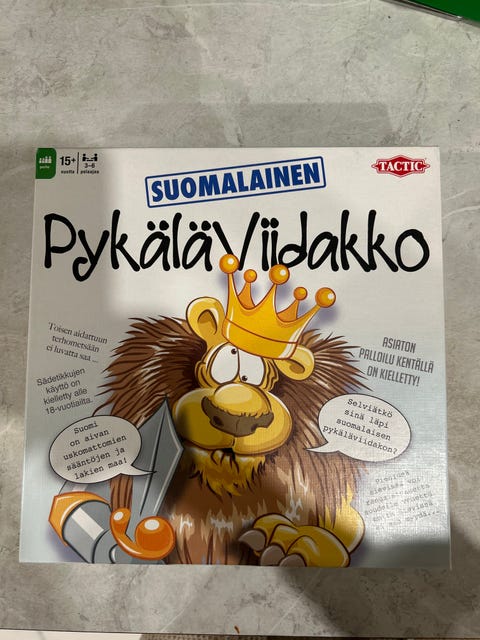 perhe
15+
vuotta
3-6
pelaajaa
TACTIC
SUOMALAINEN
PykäläViidakko
Toisen aidattuun
terhometsään
ei luvatta saa ...
Sädetikkujen
käyttö on
kielletty alle
18-vuotiailta.
ASIATON
PALLOILU KENTÄLLÄ
ON KIELLETTY!
Suomi
on aivan
uskomattomien
sääntöjen ja
lakien maa!
Selviätkö
sinä läpi
suomalaisen
pykäläviidakon?